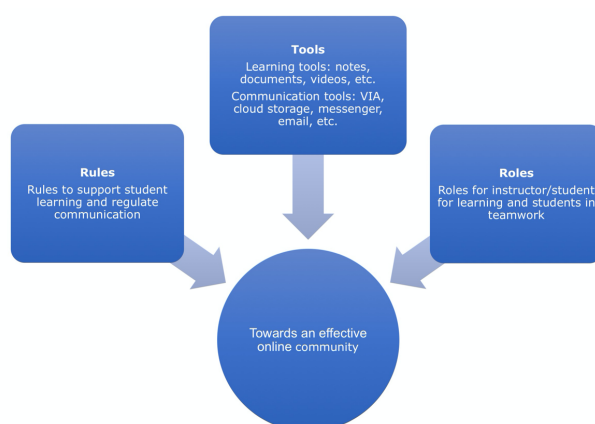 Tools
Learning tools: notes,
documents, videos, etc.
Communication tools: VIA,
cloud storage, messenger,
email, etc.
Rules
Rules to support student
learning and regulate
communication
Roles
Roles for instructor/student
for learning and students in
teamwork
Towards an effective
online community